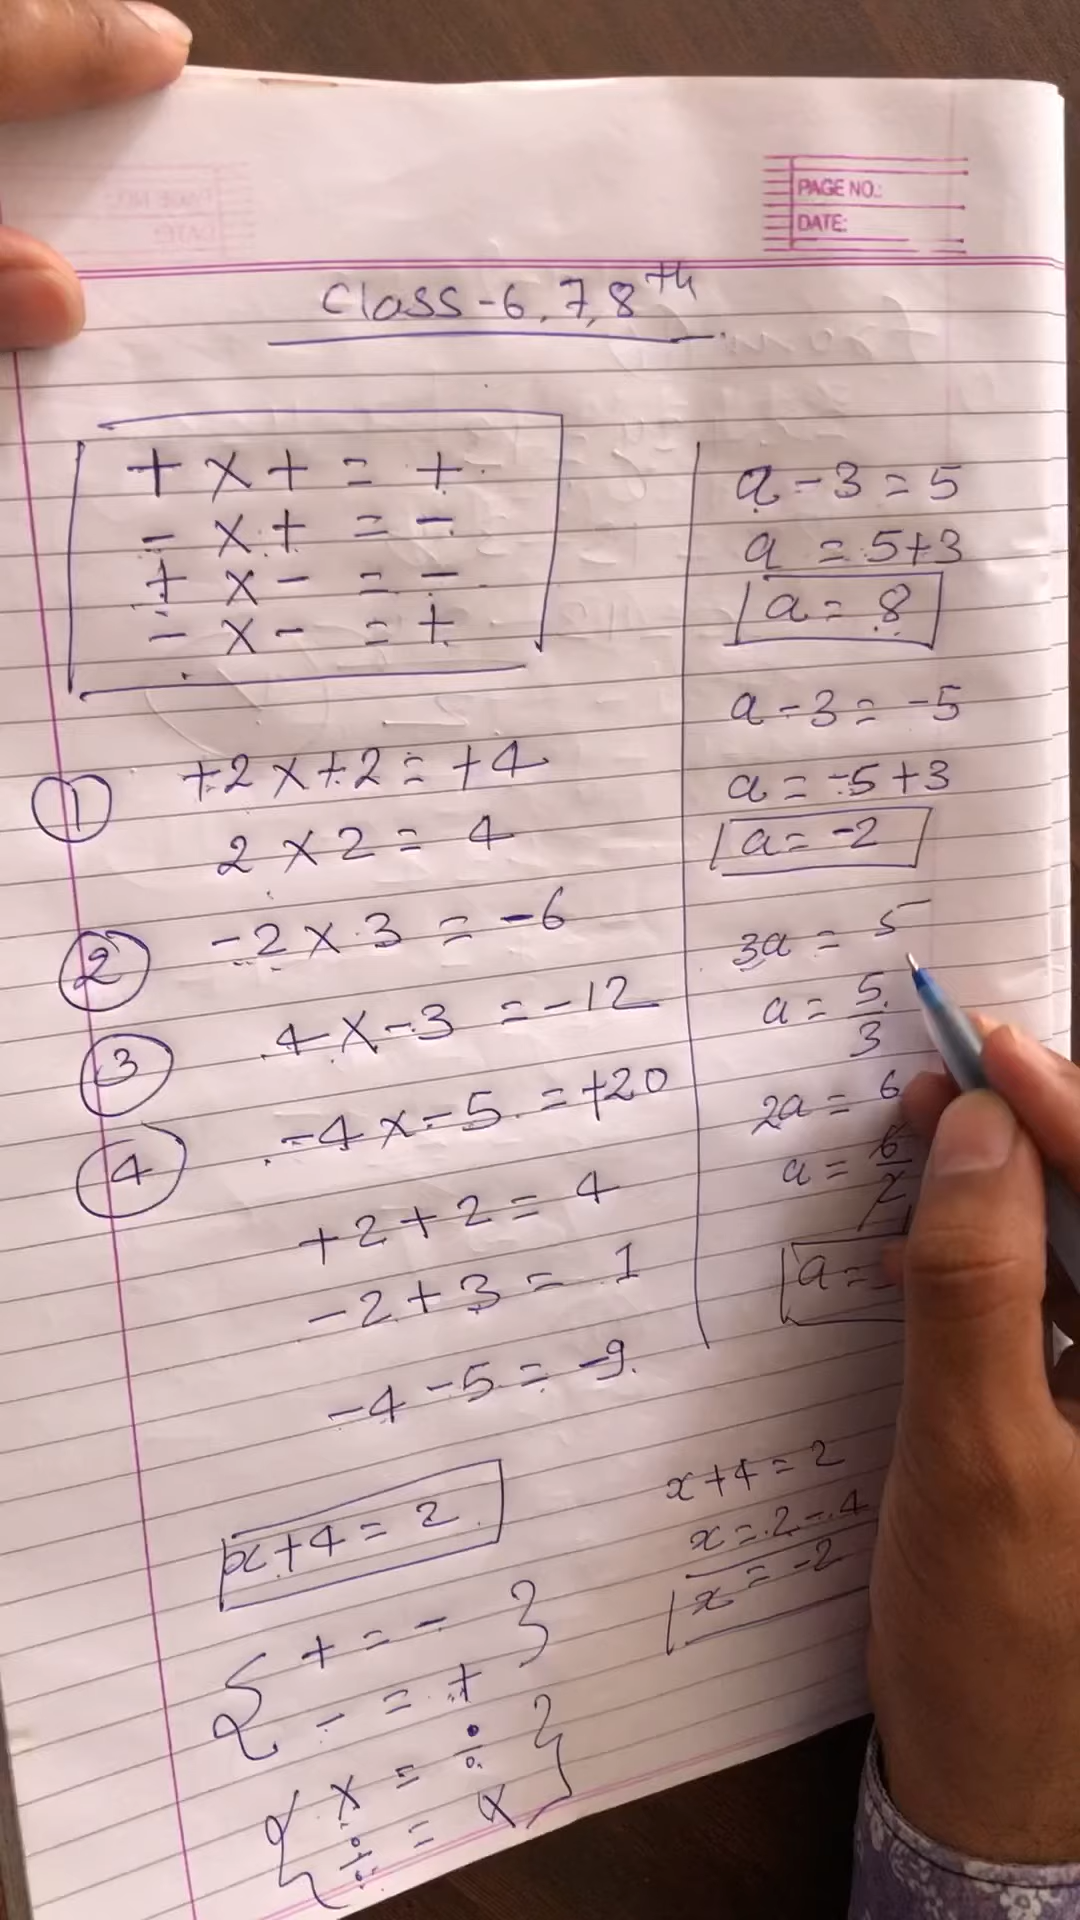 PAGE NO.:
DATE:
Class-6,7,8th
+ × + = +
- × + = -
+ × - = -
- × - = +
① +2 × +2 = +4
2 × 2 = 4
② -2 × 3 = -6
③ 4 × -3 = -12
④ -4 × -5 = +20
+2+2 = 4
-2+3 = 1
-4-5 = -9
x+4 = 2
{ + = - }
- = +
{ × = ÷ }
÷ = ×
a-3 = 5
a = 5+3
a = 8
a-3 = -5
a = -5+3
a = -2
3a = 5
a = 5/3
2a = 6
a = 6/2
a =
x+4 = 2
x = 2-4
x = -2